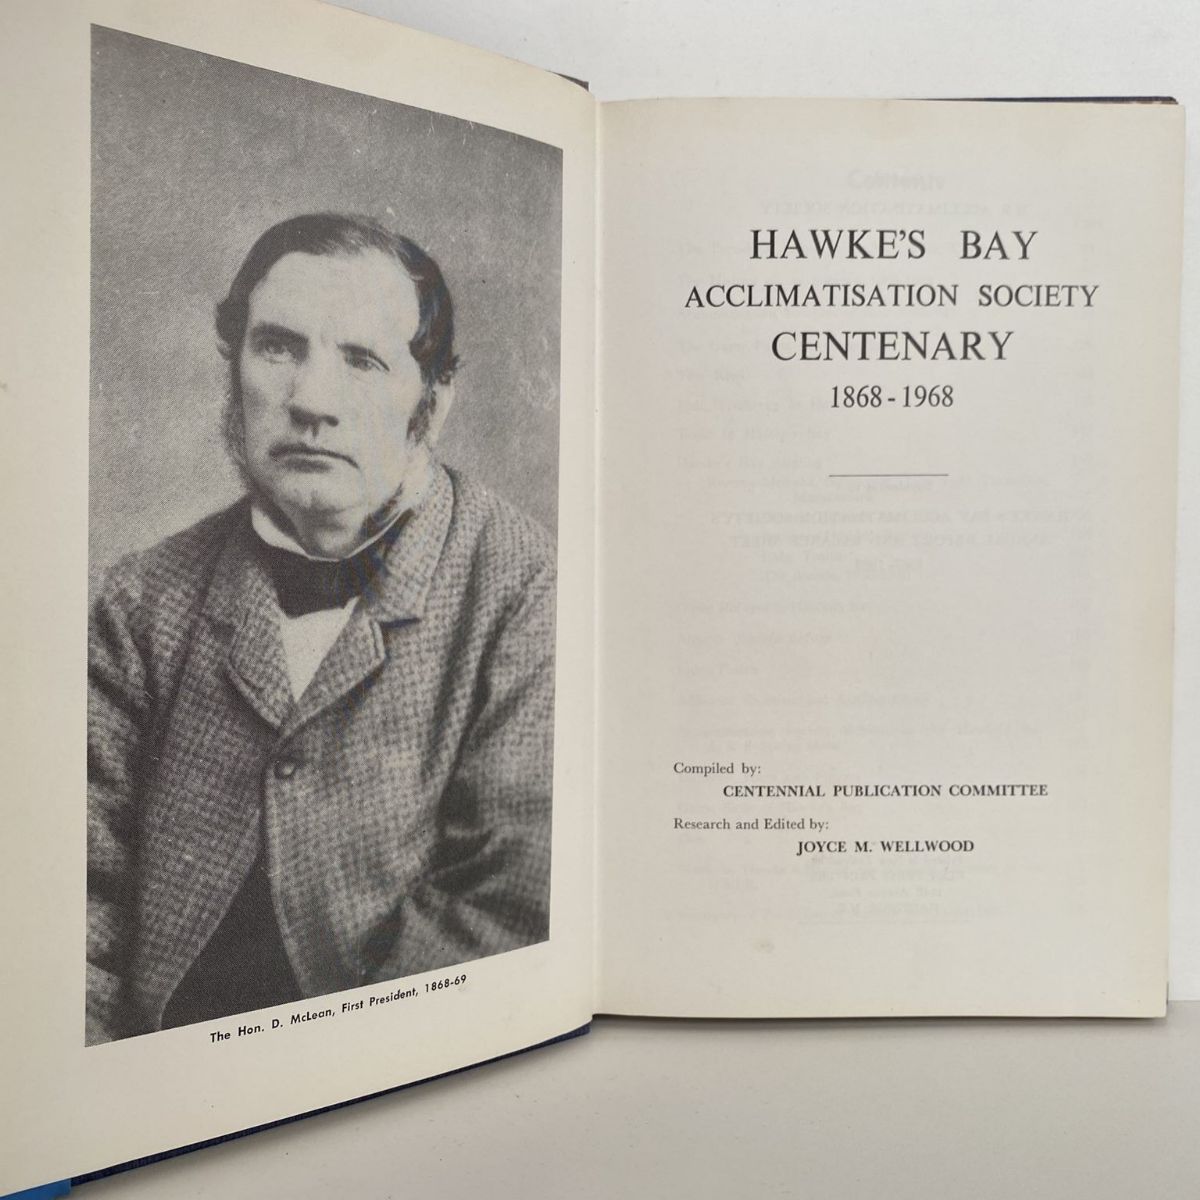 The Hon. D. McLean, First President, 1868-69
HAWKE'S BAY
ACCLIMATISATION SOCIETY
CENTENARY
1868-1968
Compiled by:
CENTENNIAL PUBLICATION COMMITTEE
Research and Edited by:
JOYCE M. WELLWOOD